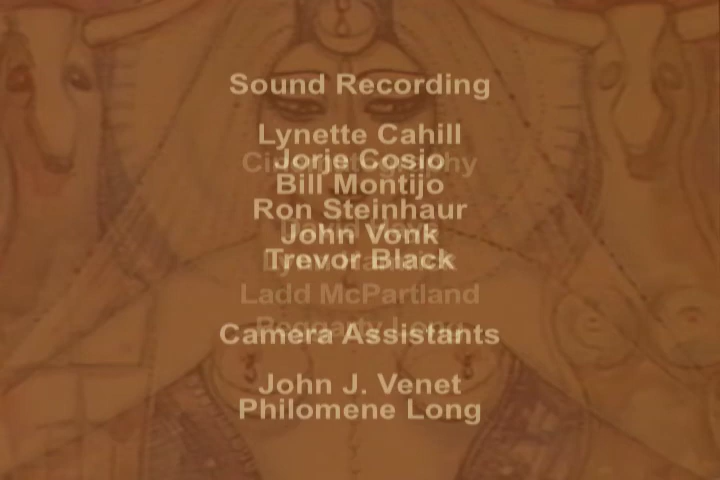 Sound Recording
Lynette Cahill
Jorje Cosio
Cinematography
Bill Montijo
Ron Steinhaur
John Vonk
Trevor Black
Ladd McPartland
Camera Assistants
John J. Venet
Philomene Long